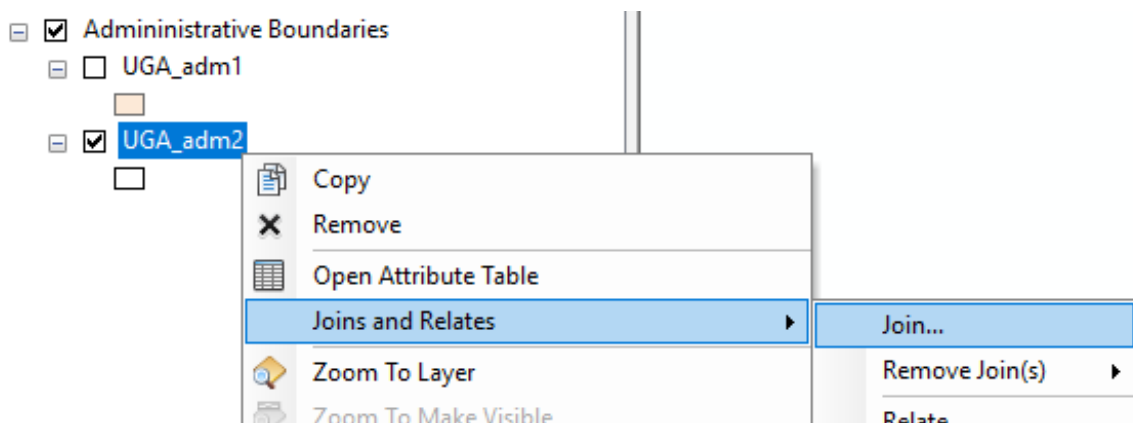 Admininistrative Boundaries
UGA_adm1
UGA_adm2
Copy
Remove
Open Attribute Table
Joins and Relates
Join...
Zoom To Layer
Remove Join(s)
Zoom To Make Visible
Relate